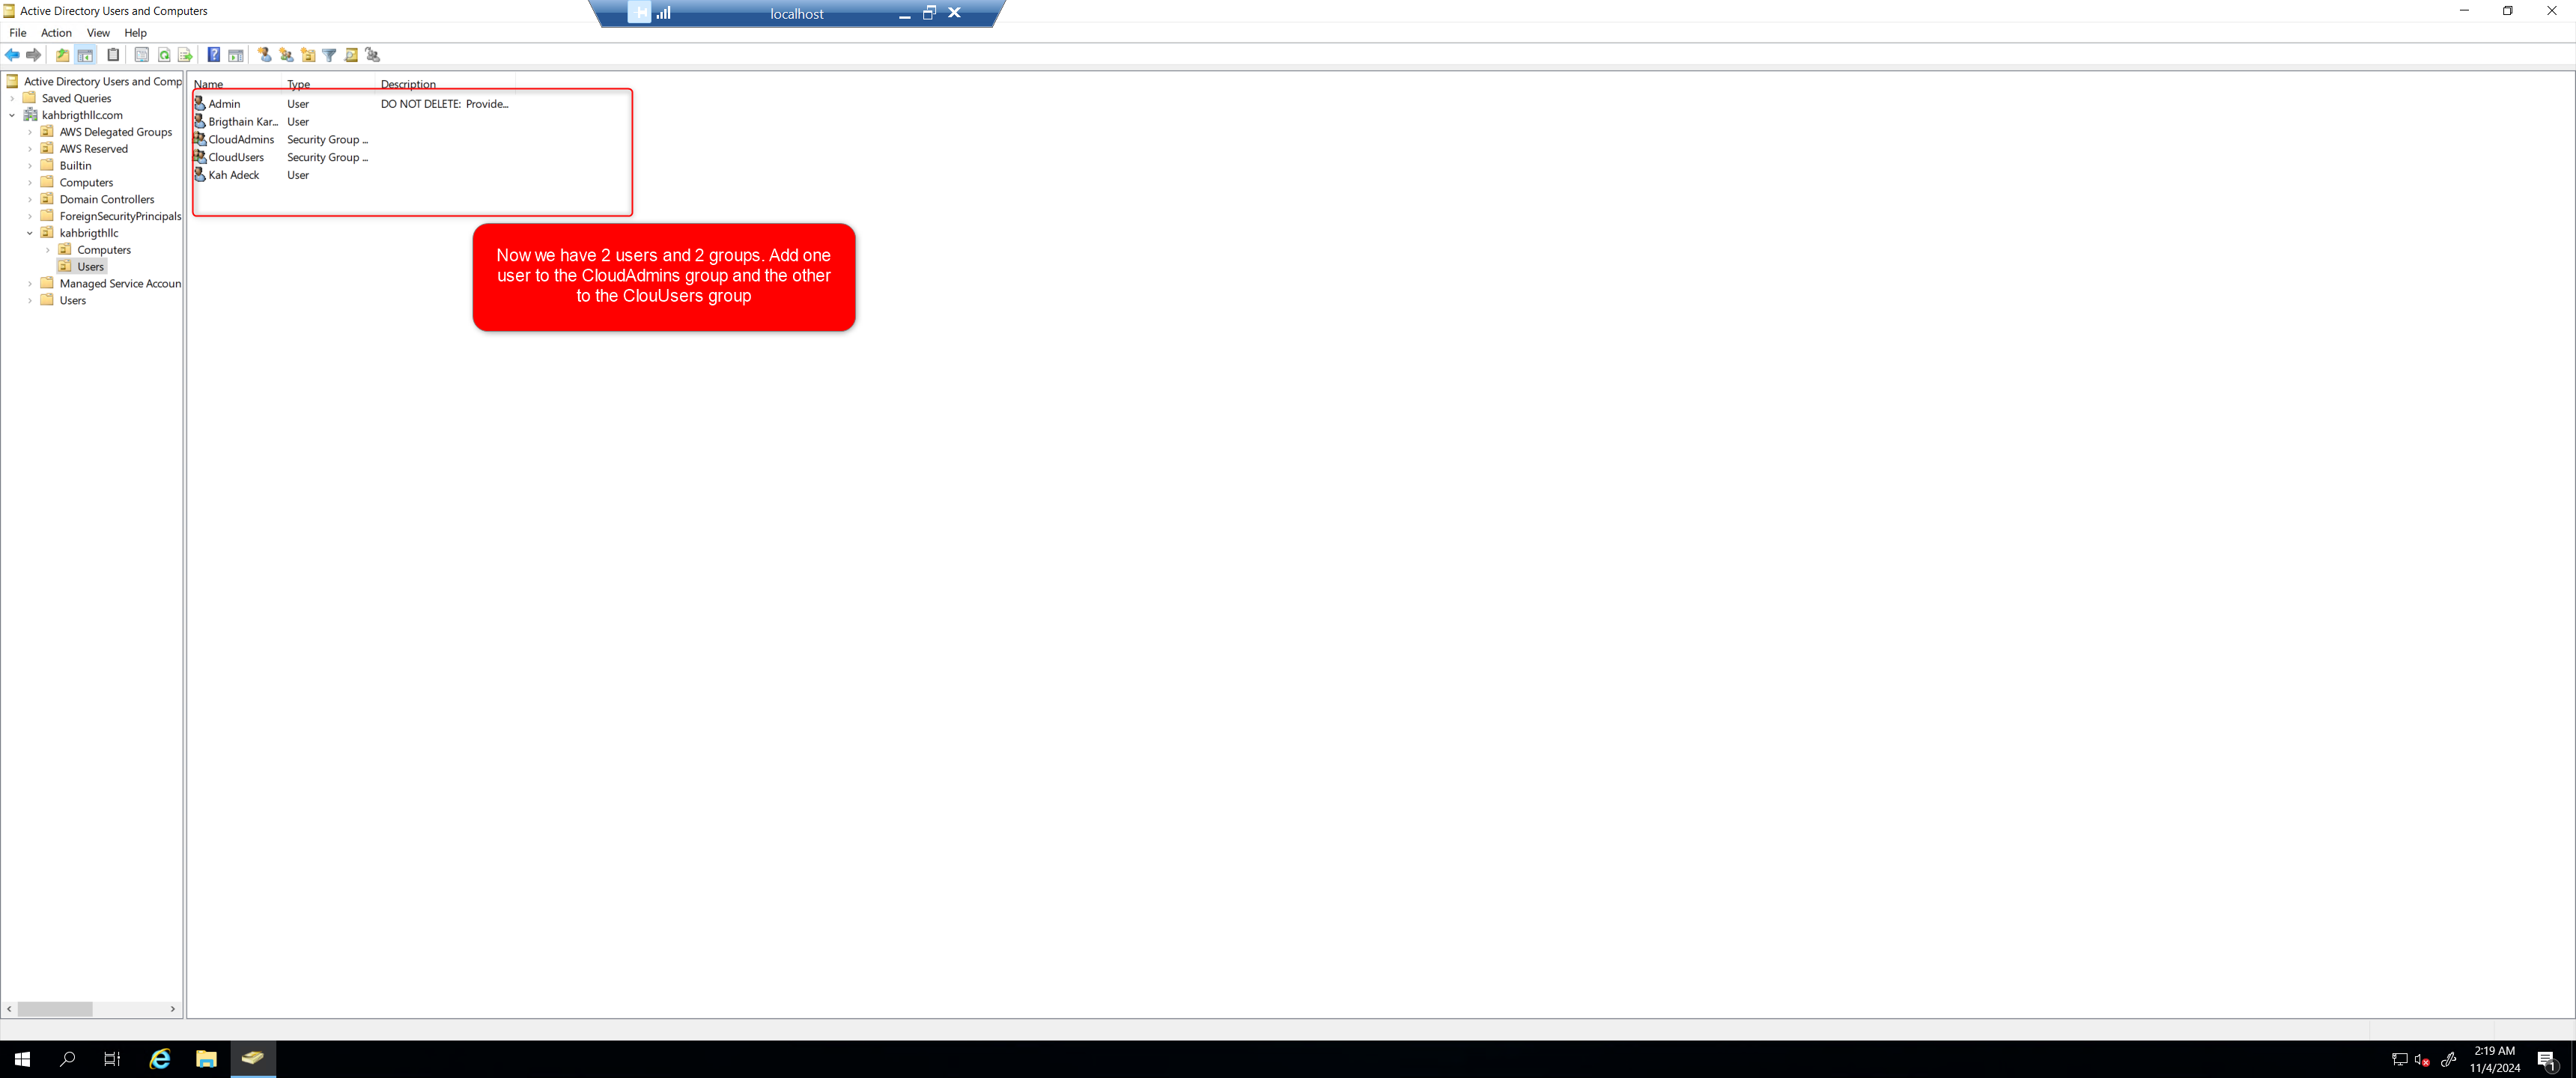 Active Directory Users and Computers
localhost
File Action View Help
Active Directory Users and Comp
Saved Queries
kahbrigthllc.com
AWS Delegated Groups
AWS Reserved
Builtin
Computers
Domain Controllers
ForeignSecurityPrincipals
kahbrigthllc
Computers
Users
Managed Service Accoun
Users
Name Type Description
Admin User DO NOT DELETE: Provide...
Brigthain Kar... User
CloudAdmins Security Group ...
CloudUsers Security Group ...
Kah Adeck User
Now we have 2 users and 2 groups. Add one
user to the CloudAdmins group and the other
to the ClouUsers group
2:19 AM
11/4/2024
1